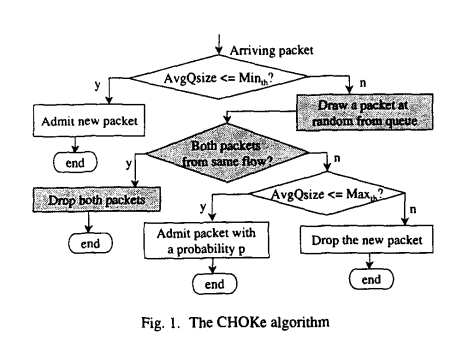 Arriving packet
AvgQsize <= Minth?
y
n
Admit new packet
Draw a packet at
random from queue
end
Both packets
from same flow?
y
n
Drop both packets
AvgQsize <= Maxth?
y
n
end
Admit packet with
a probability p
Drop the new packet
end
end
Fig. 1. The CHOKe algorithm